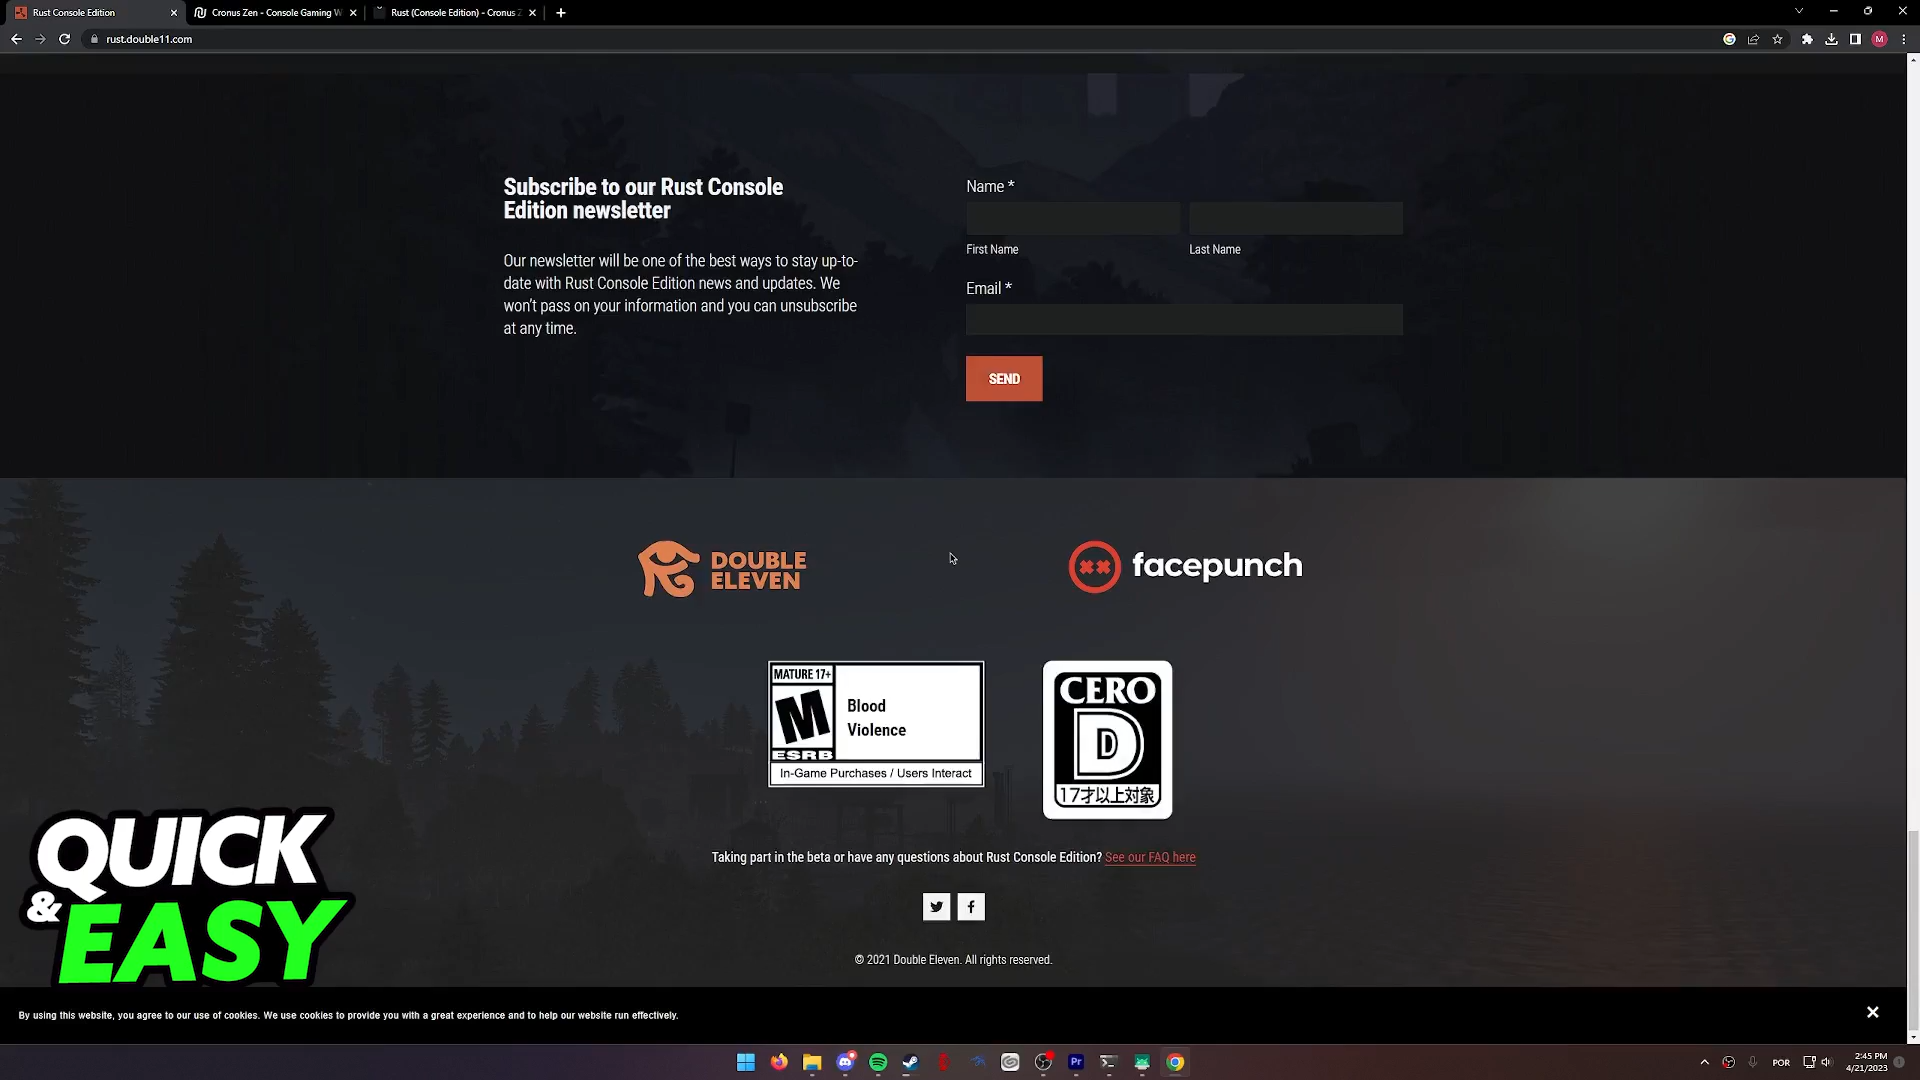 Rust Console Edition
Cronus Zen - Console Gaming W
Rust (Console Edition) - Cronus Z
rust.double11.com
M
Subscribe to our Rust Console
Edition newsletter
Our newsletter will be one of the best ways to stay up-to-
date with Rust Console Edition news and updates. We
won't pass on your information and you can unsubscribe
at any time.
Name *
First Name
Last Name
Email *
SEND
DOUBLE
ELEVEN
facepunch
MATURE 17+
M
ESRB
Blood
Violence
In-Game Purchases / Users Interact
CERO
D
17才以上対象
Taking part in the beta or have any questions about Rust Console Edition? See our FAQ here
© 2021 Double Eleven. All rights reserved.
QUICK
& EASY
By using this website, you agree to our use of cookies. We use cookies to provide you with a great experience and to help our website run effectively.
Pr
POR
2:45 PM
4/21/2023